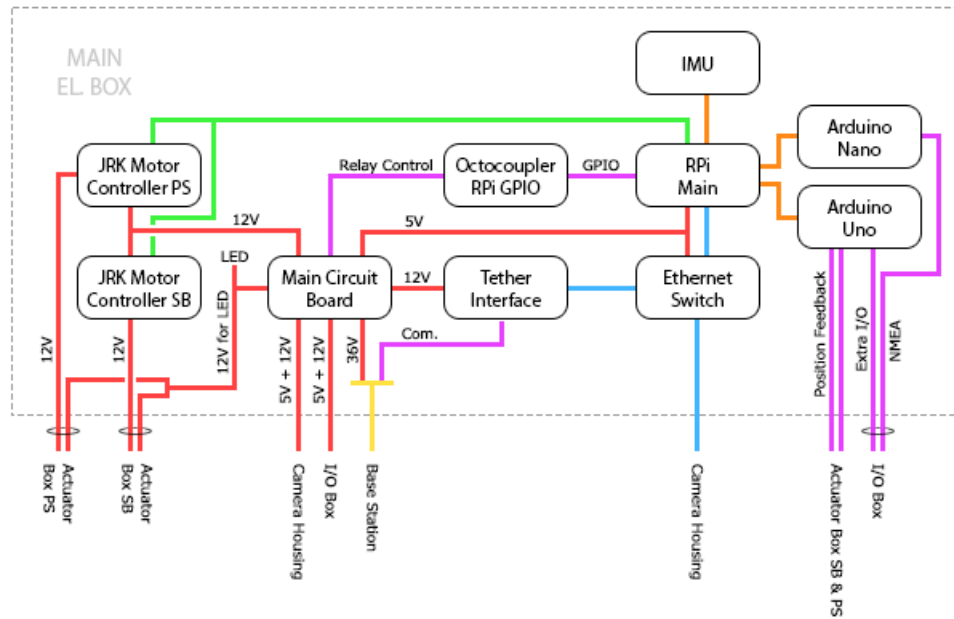 MAIN
EL. BOX
IMU
JRK Motor
Controller PS
Relay Control
Octocoupler
RPi GPIO
GPIO
RPi
Main
Arduino
Nano
Arduino
Uno
12V
5V
LED
JRK Motor
Controller SB
Main Circuit
Board
12V
Tether
Interface
Ethernet
Switch
12V
12V
12V for LED
5V + 12V
5V + 12V
36V
Com.
Position Feedback
Extra I/O
NMEA
Actuator
Box PS
Actuator
Box SB
Camera Housing
I/O Box
Base Station
Camera Housing
Actuator Box SB & PS
I/O Box